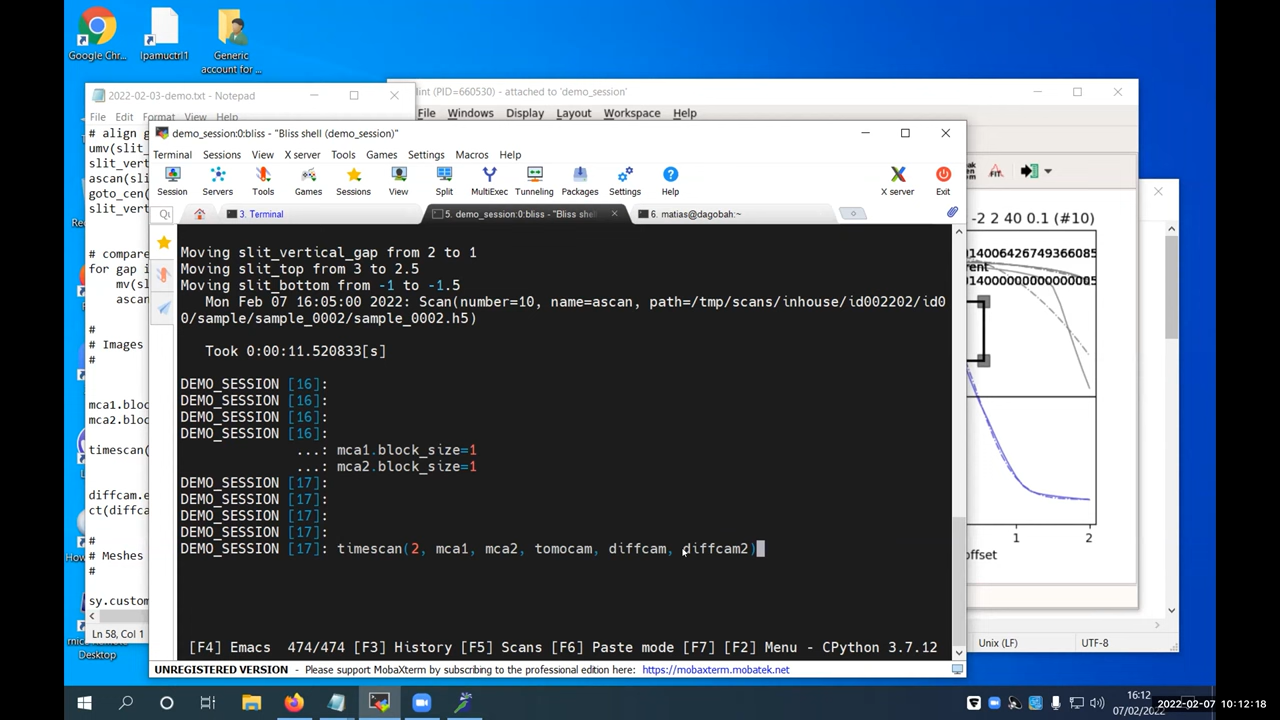 Google Chr...
lpamuctrl1
Generic
account for ...
2022-02-03-demo.txt - Notepad
File Edit Format View Help
# align g
umv(slit_
slit_vert
ascan(sli
goto_cen(
slit_vert
# compare
for gap i
mv(sl
ascan
#
# Images
#
mca1.bloc
mca2.bloc
timescan(
diffcam.e
ct(diffca
#
# Meshes
#
sy.custom
Ln 58, Col 1
Desktop
lint (PID=660530) - attached to 'demo_session'
File Windows Display Layout Workspace Help
-2 2 40 0.1 (#10)
1
2
offset
Unix (LF)
UTF-8
demo_session:0:bliss - "Bliss shell (demo_session)"
Terminal Sessions View X server Tools Games Settings Macros Help
Session Servers Tools Games Sessions View Split MultiExec Tunneling Packages Settings Help X server Exit
3. Terminal
5. demo_session:0:bliss - "Bliss shel
6. matias@dagobah:~
Moving slit_vertical_gap from 2 to 1
Moving slit_top from 3 to 2.5
Moving slit_bottom from -1 to -1.5
Mon Feb 07 16:05:00 2022: Scan(number=10, name=ascan, path=/tmp/scans/inhouse/id002202/id0
0/sample/sample_0002/sample_0002.h5)
Took 0:00:11.520833[s]
DEMO_SESSION [16]:
DEMO_SESSION [16]:
DEMO_SESSION [16]:
DEMO_SESSION [16]:
...: mca1.block_size=1
...: mca2.block_size=1
DEMO_SESSION [17]:
DEMO_SESSION [17]:
DEMO_SESSION [17]:
DEMO_SESSION [17]:
DEMO_SESSION [17]: timescan(2, mca1, mca2, tomocam, diffcam, diffcam2)
[F4] Emacs 474/474 [F3] History [F5] Scans [F6] Paste mode [F7] [F2] Menu - CPython 3.7.12
UNREGISTERED VERSION - Please support MobaXterm by subscribing to the professional edition here: https://mobaxterm.mobatek.net
16:12
07/02/2022
2022-02-07 10:12:18